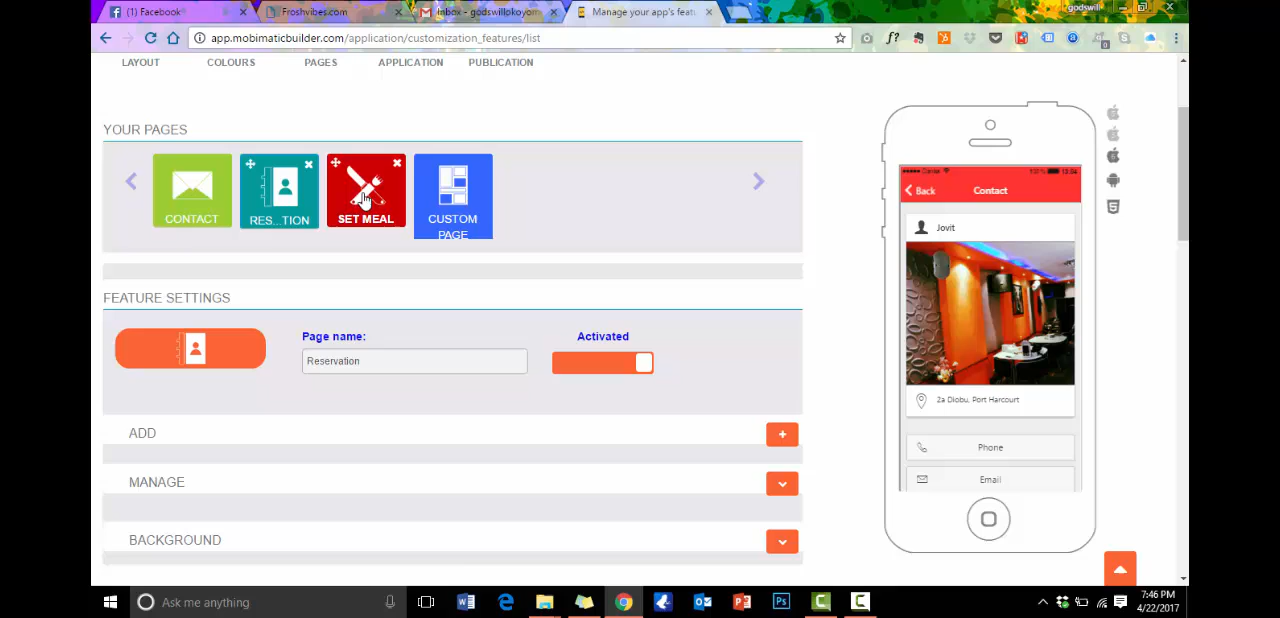 (1) Facebook
Froshvibes.com
Inbox - godswillokoyom
Manage your app's featu
godswill
app.mobimaticbuilder.com/application/customization_features/list
f?
0
LAYOUT
COLOURS
PAGES
APPLICATION
PUBLICATION
YOUR PAGES
CONTACT
RES...TION
SET MEAL
CUSTOM
PAGE
FEATURE SETTINGS
Page name:
Activated
Reservation
ADD
MANAGE
BACKGROUND
Back
Contact
Jovit
2a Diobu, Port Harcourt
Phone
Email
Ask me anything
7:46 PM
4/22/2017